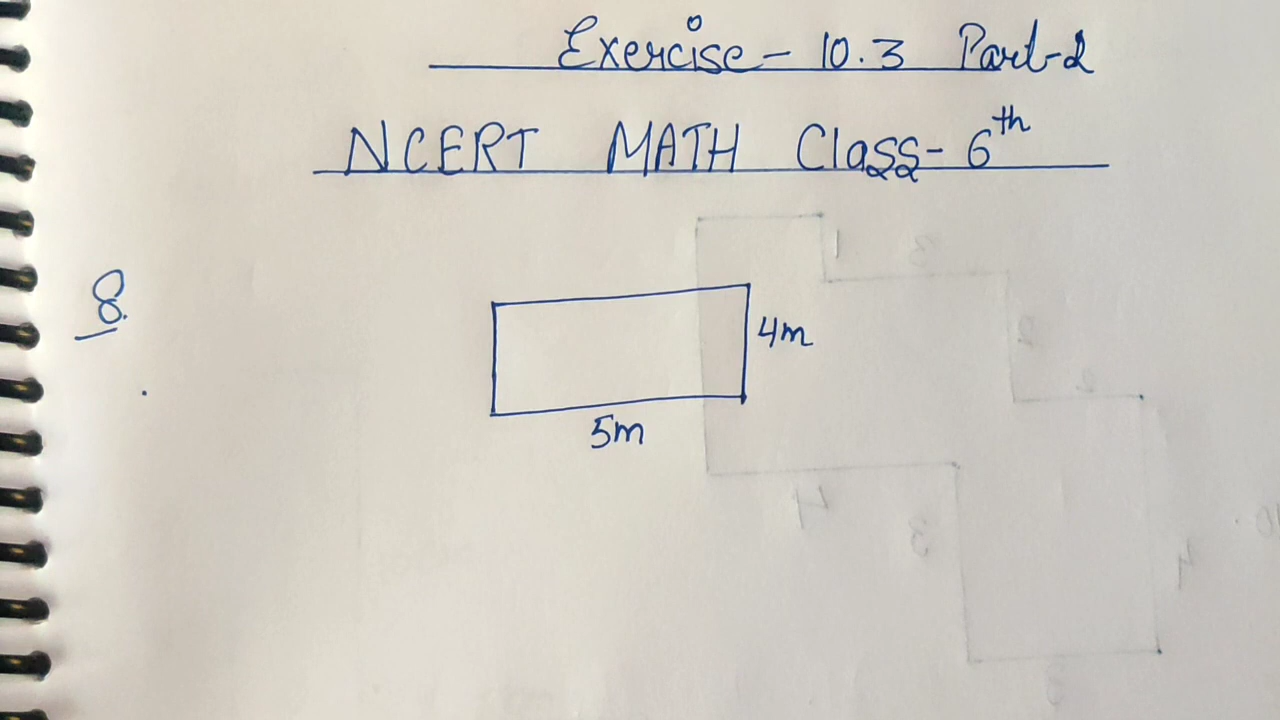 Exercise - 10.3 Part-2
NCERT MATH Class- 6th
8.
4m
5m